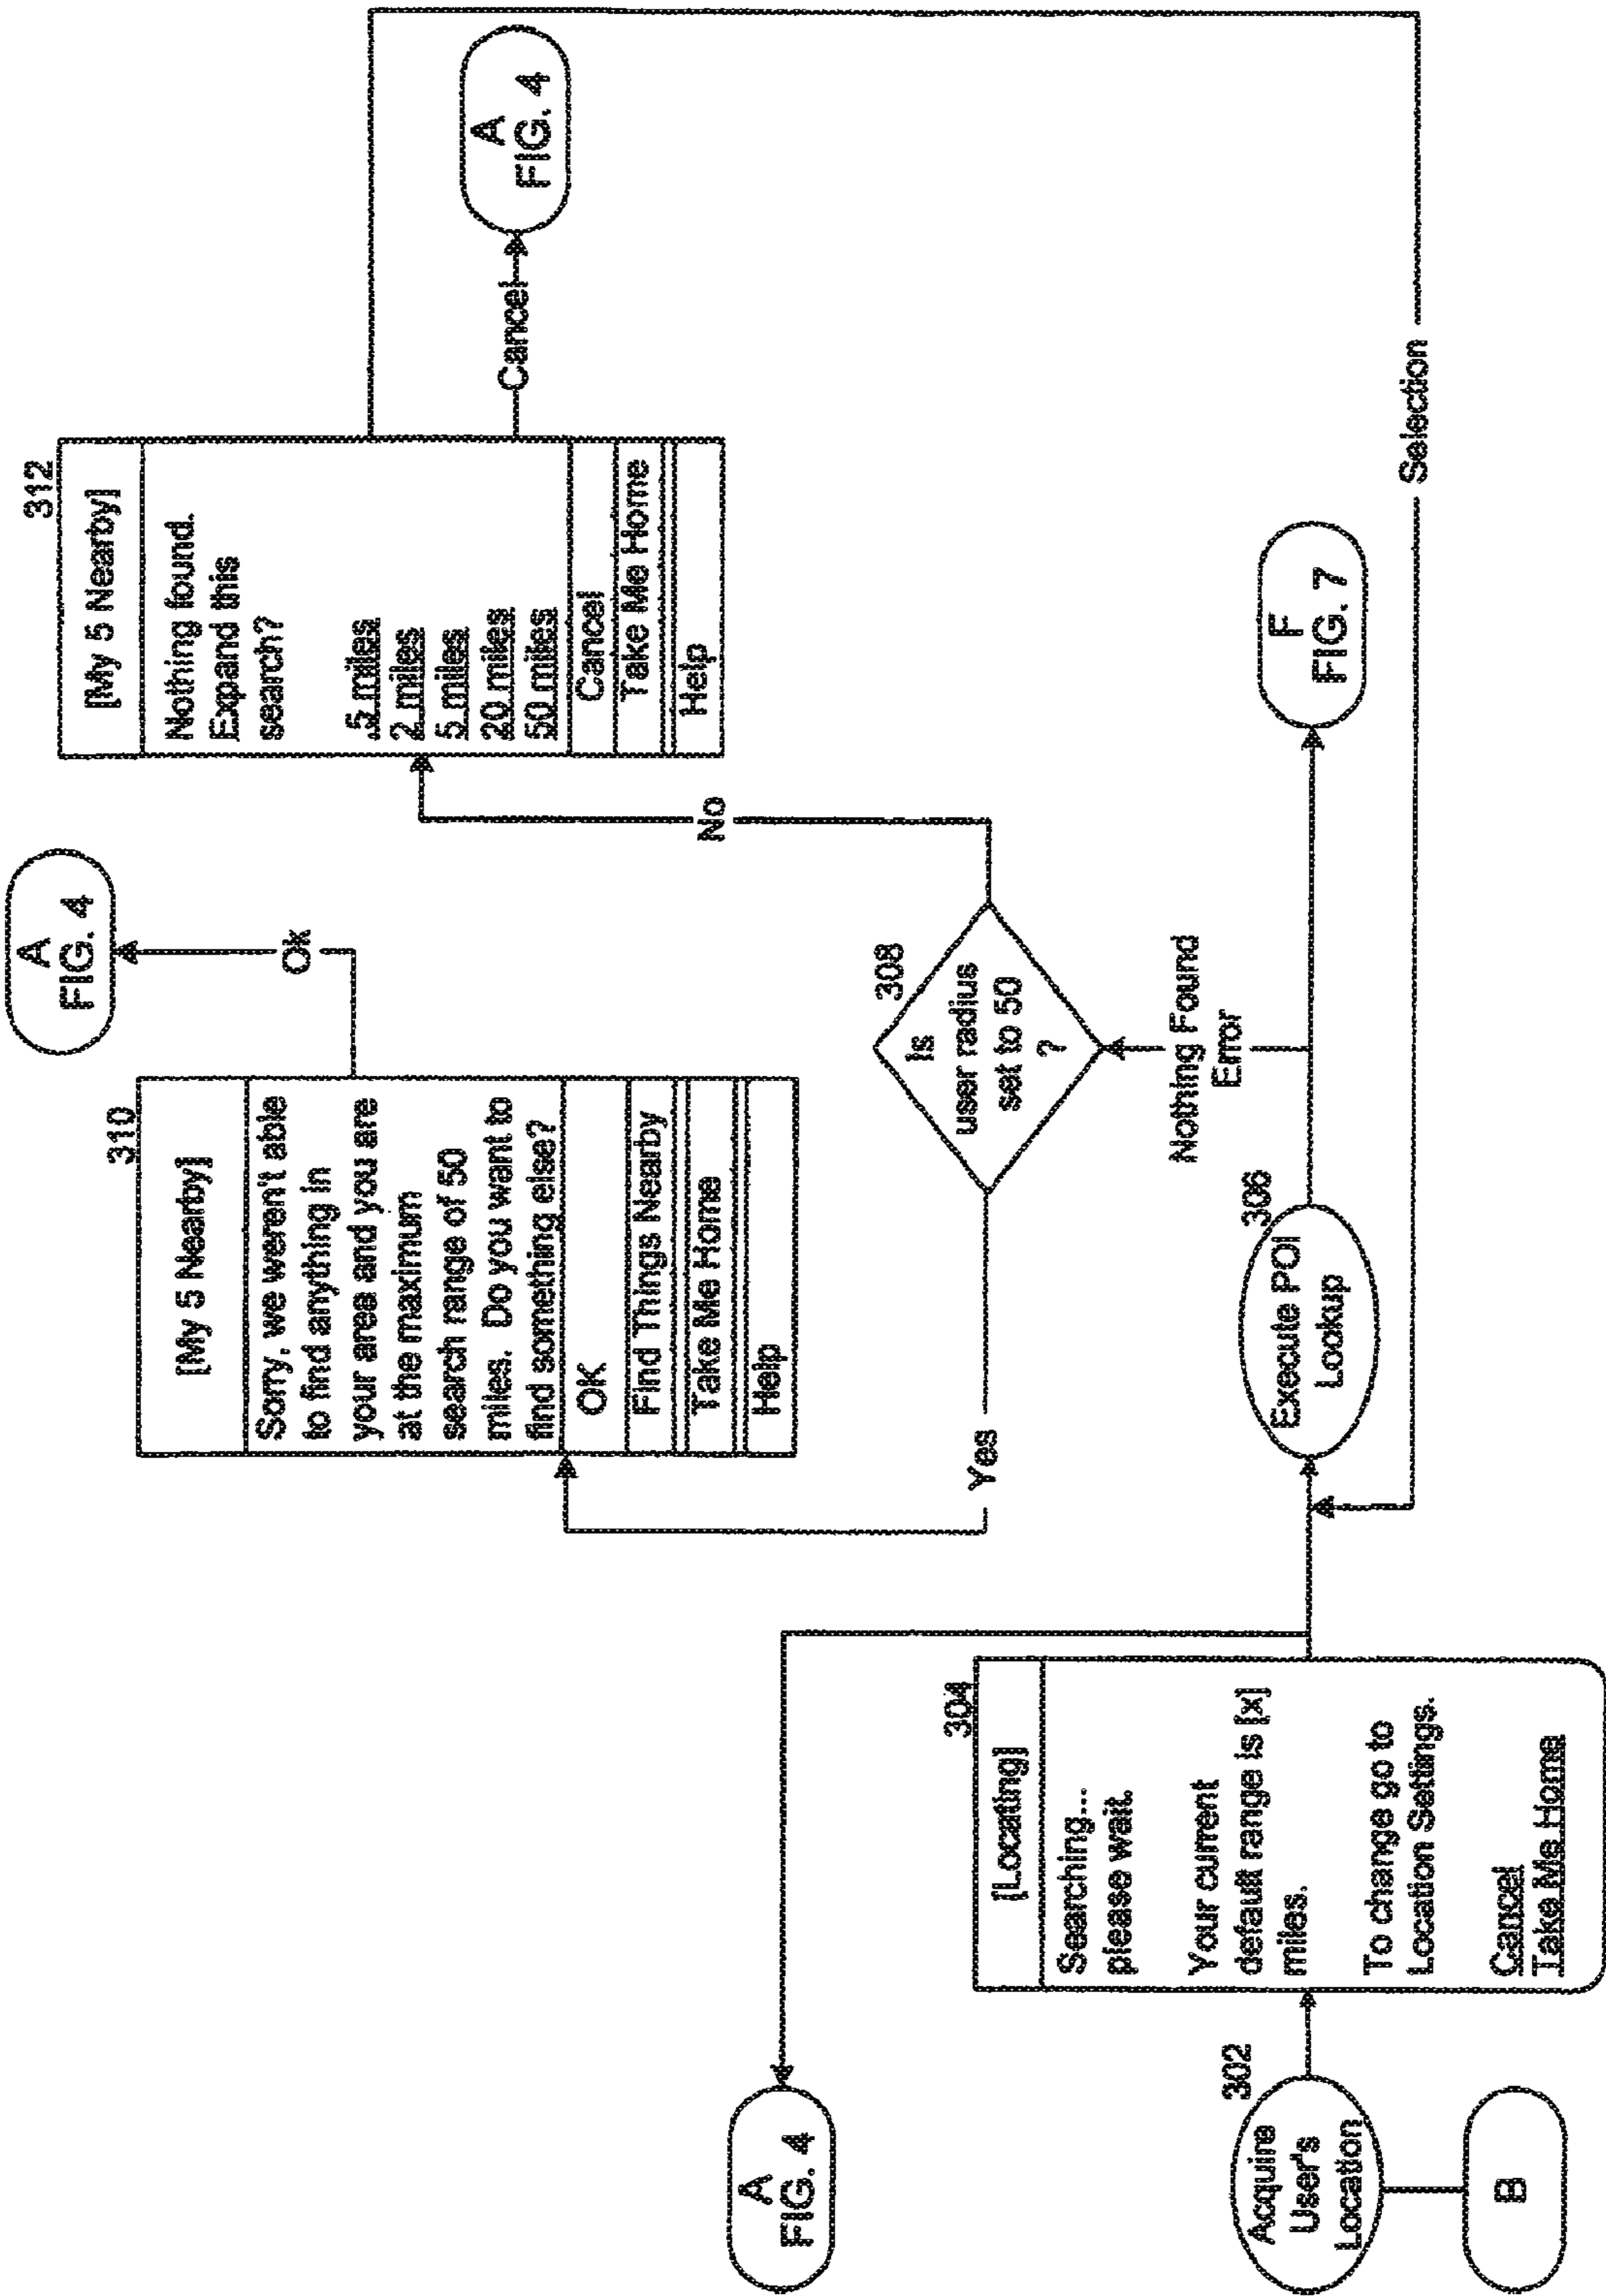 A
FIG. 4
B
302
Acquire
User's
Location
304
[Locating]
Searching...
please wait.
Your current
default range is [x]
miles.
To change go to
Location Settings.
Cancel
Take Me Home
306
Execute POI
Lookup
Nothing Found
Error
308
Is
user radius
set to 50
?
Yes
No
310
[My 5 Nearby]
Sorry, we weren't able
to find anything in
your area and you are
at the maximum
search range of 50
miles. Do you want to
find something else?
OK
Find Things Nearby
Take Me Home
Help
Ok
A
FIG. 4
312
[My 5 Nearby]
Nothing found.
Expand this
search?
.5 miles
2 miles
5 miles
20 miles
50 miles
Cancel
Take Me Home
Help
Cancel
A
FIG. 4
F
FIG. 7
Selection